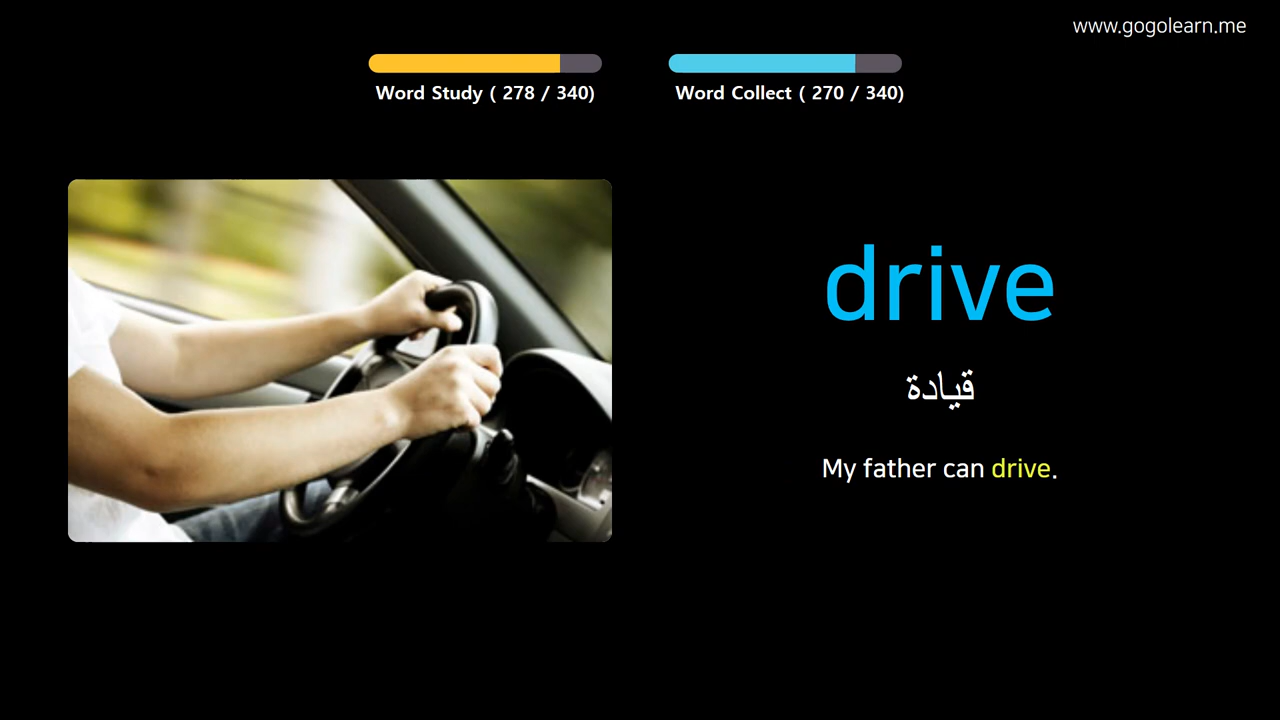 www.gogolearn.me
Word Study ( 278 / 340)
Word Collect ( 270 / 340)
drive
قيادة
My father can drive.